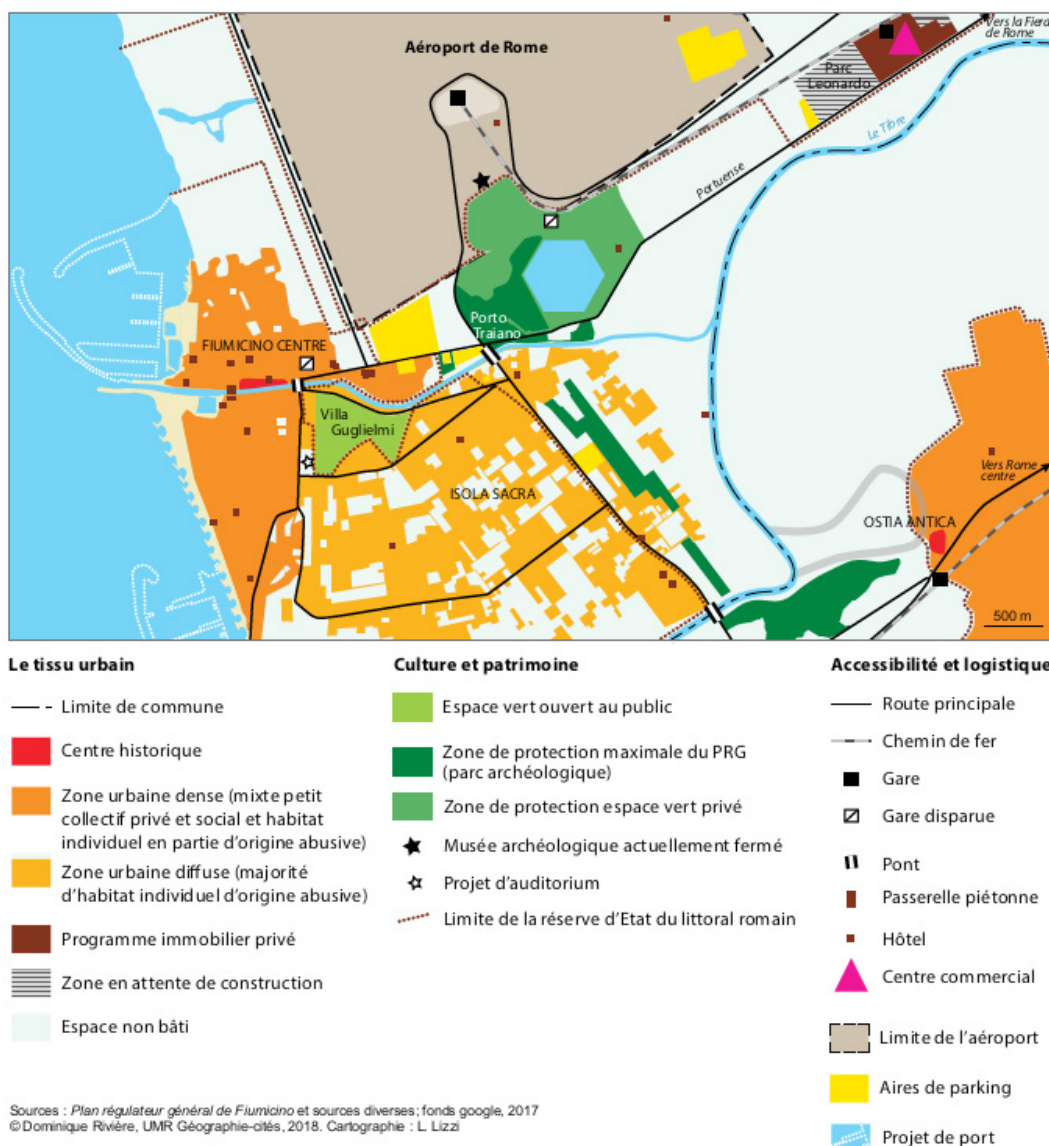 Aéroport de Rome
Vers la Fiera
de Rome
Parc
Leonardo
Le Tibre
Portuense
Porto
Traiano
FIUMICINO CENTRE
Villa
Guglielmi
ISOLA SACRA
Vers Rome
centre
OSTIA ANTICA
500 m
Le tissu urbain
Limite de commune
Centre historique
Zone urbaine dense (mixte petit
collectif privé et social et habitat
individuel en partie d'origine abusive)
Zone urbaine diffuse (majorité
d'habitat individuel d'origine abusive)
Programme immobilier privé
Zone en attente de construction
Espace non bâti
Culture et patrimoine
Espace vert ouvert au public
Zone de protection maximale du PRG
(parc archéologique)
Zone de protection espace vert privé
Musée archéologique actuellement fermé
Projet d'auditorium
Limite de la réserve d'Etat du littoral romain
Accessibilité et logistique
Route principale
Chemin de fer
Gare
Gare disparue
Pont
Passerelle piétonne
Hôtel
Centre commercial
Limite de l'aéroport
Aires de parking
Projet de port
Sources : Plan régulateur général de Fiumicino et sources diverses; fonds google, 2017
© Dominique Rivière, UMR Géographie-cités, 2018. Cartographie : L. Lizzi